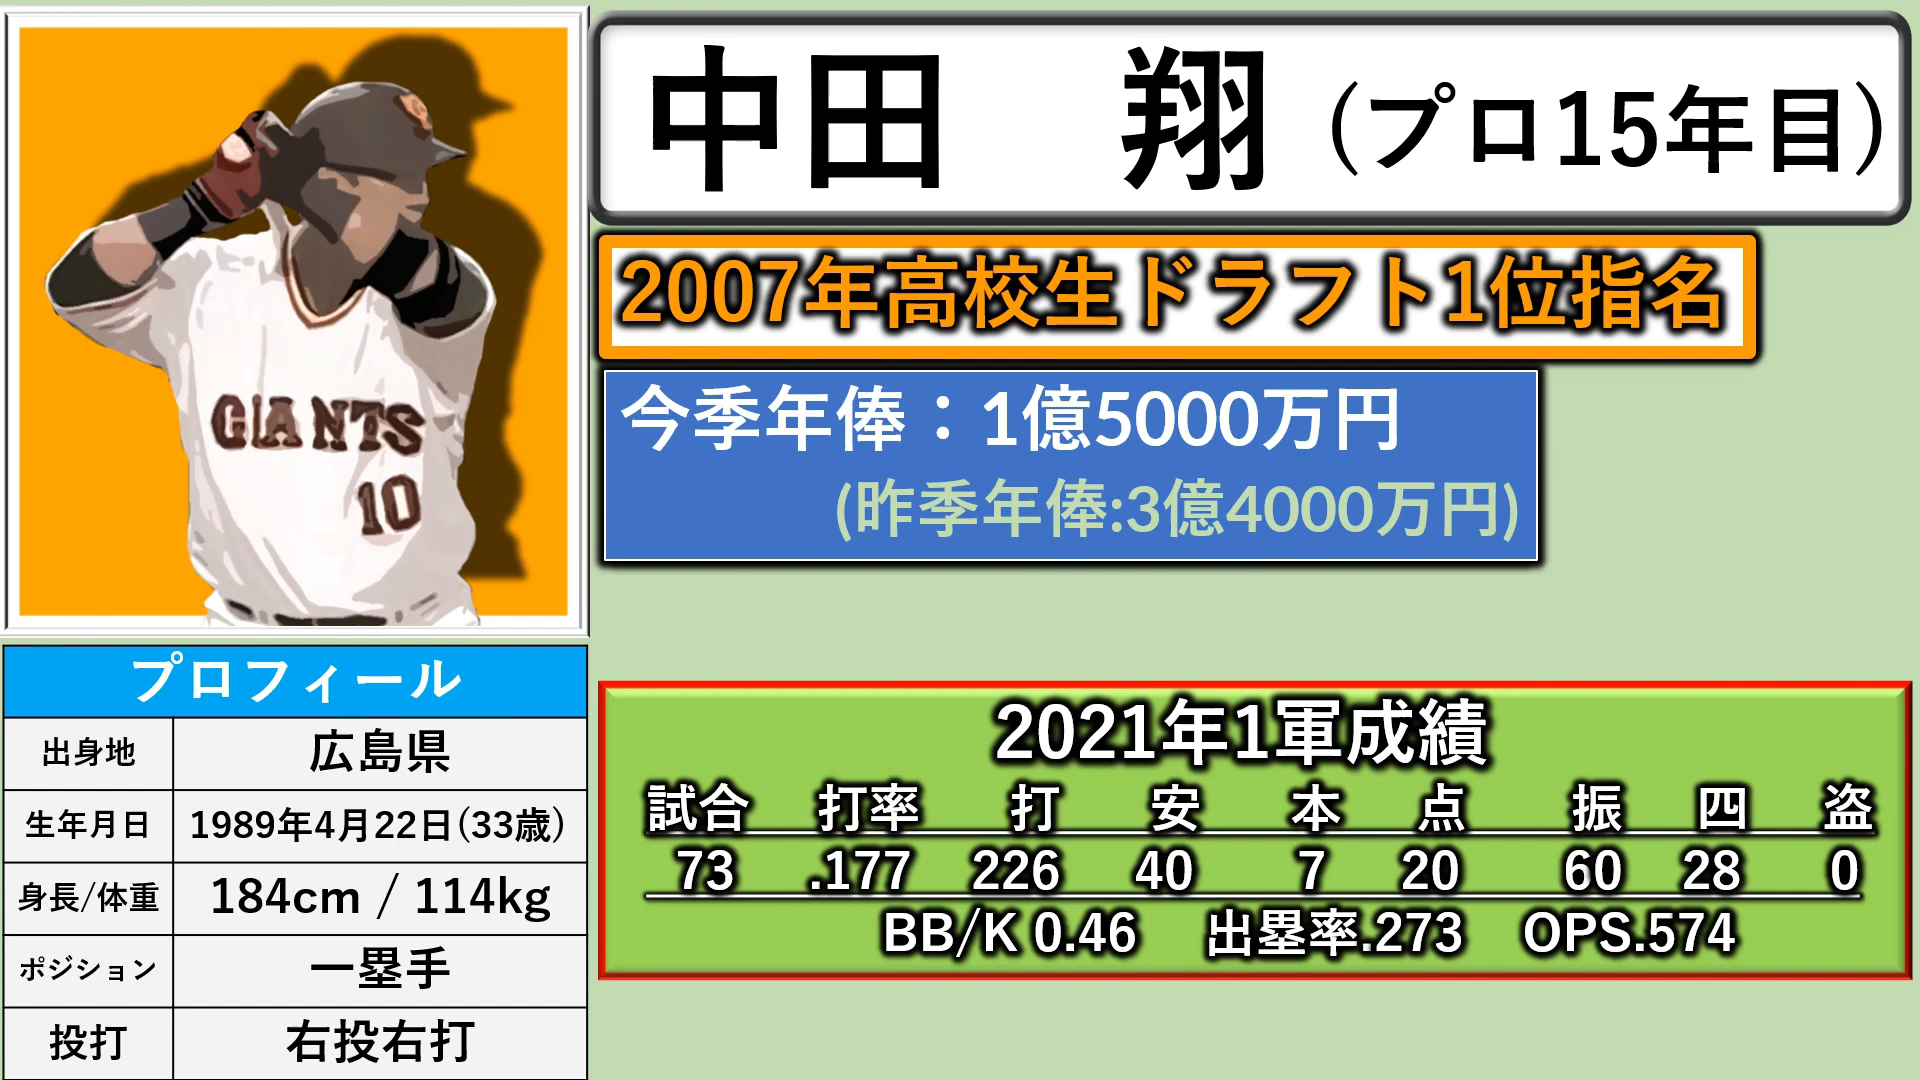 中田　翔（プロ15年目）
2007年高校生ドラフト1位指名
今季年俸：1億5000万円
(昨季年俸:3億4000万円)
GIANTS
10
プロフィール
出身地 広島県
生年月日 1989年4月22日(33歳)
身長/体重 184cm / 114kg
ポジション 一塁手
投打 右投右打
2021年1軍成績
試合 打率 打 安 本 点 振 四 盗
73 .177 226 40 7 20 60 28 0
BB/K 0.46 出塁率.273 OPS.574